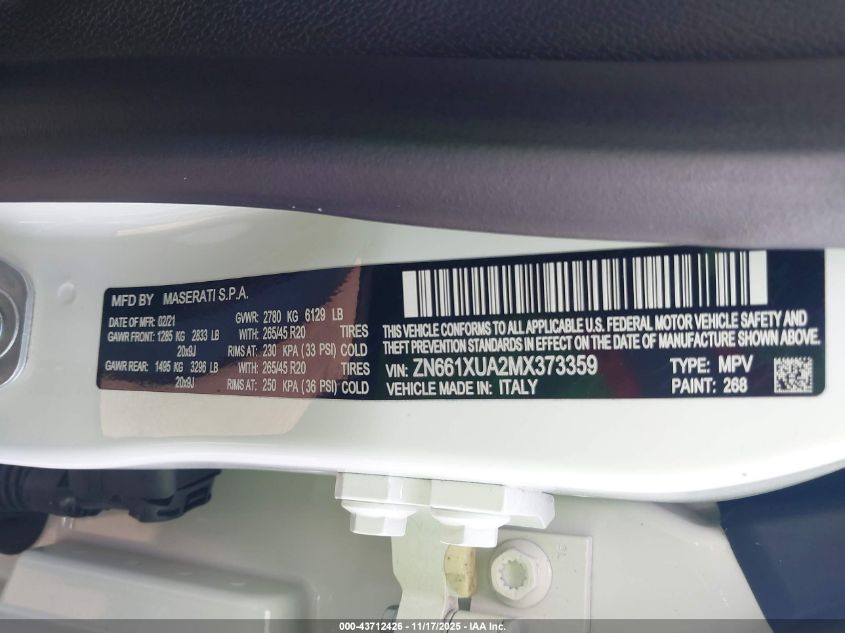 MFD BY MASERATI S.P.A.
DATE OF MFR: 02/21 GVWR: 2780 KG 6129 LB
GAWR FRONT: 1285 KG 2833 LB WITH: 265/45 R20 TIRES
20x9J RIMS AT: 230 KPA (33 PSI) COLD
GAWR REAR: 1495 KG 3296 LB WITH: 265/45 R20 TIRES
20x9J RIMS AT: 250 KPA (36 PSI) COLD
THIS VEHICLE CONFORMS TO ALL APPLICABLE U.S. FEDERAL MOTOR VEHICLE SAFETY AND
THEFT PREVENTION STANDARDS IN EFFECT ON THE DATE OF MANUFACTURE SHOWN ABOVE
VIN: ZN661XUA2MX373359 TYPE: MPV
VEHICLE MADE IN: ITALY PAINT: 268
000-43712426 - 11/17/2025 - IAA Inc.